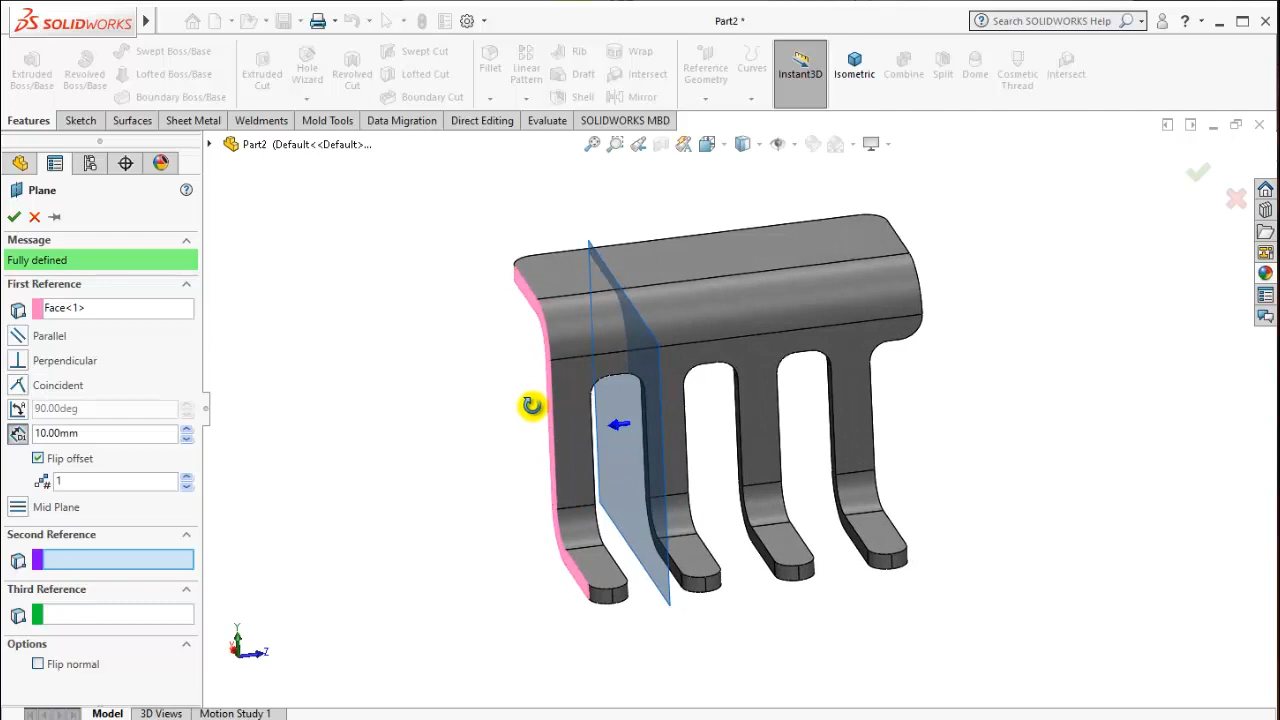 SOLIDWORKS
Part2 *
Search SOLIDWORKS Help
?
Extruded Boss/Base
Revolved Boss/Base
Swept Boss/Base
Lofted Boss/Base
Boundary Boss/Base
Extruded Cut
Hole Wizard
Revolved Cut
Swept Cut
Lofted Cut
Boundary Cut
Fillet
Linear Pattern
Rib
Draft
Shell
Wrap
Intersect
Mirror
Reference Geometry
Curves
Instant3D
Isometric
Combine
Split
Dome
Cosmetic Thread
Intersect
Features
Sketch
Surfaces
Sheet Metal
Weldments
Mold Tools
Data Migration
Direct Editing
Evaluate
SOLIDWORKS MBD
Part2 (Default<<Default>...
Plane
?
Message
Fully defined
First Reference
Face<1>
Parallel
Perpendicular
Coincident
90.00deg
10.00mm
Flip offset
# 1
Mid Plane
Second Reference
Third Reference
Options
Flip normal
Y
X
Z
Model
3D Views
Motion Study 1